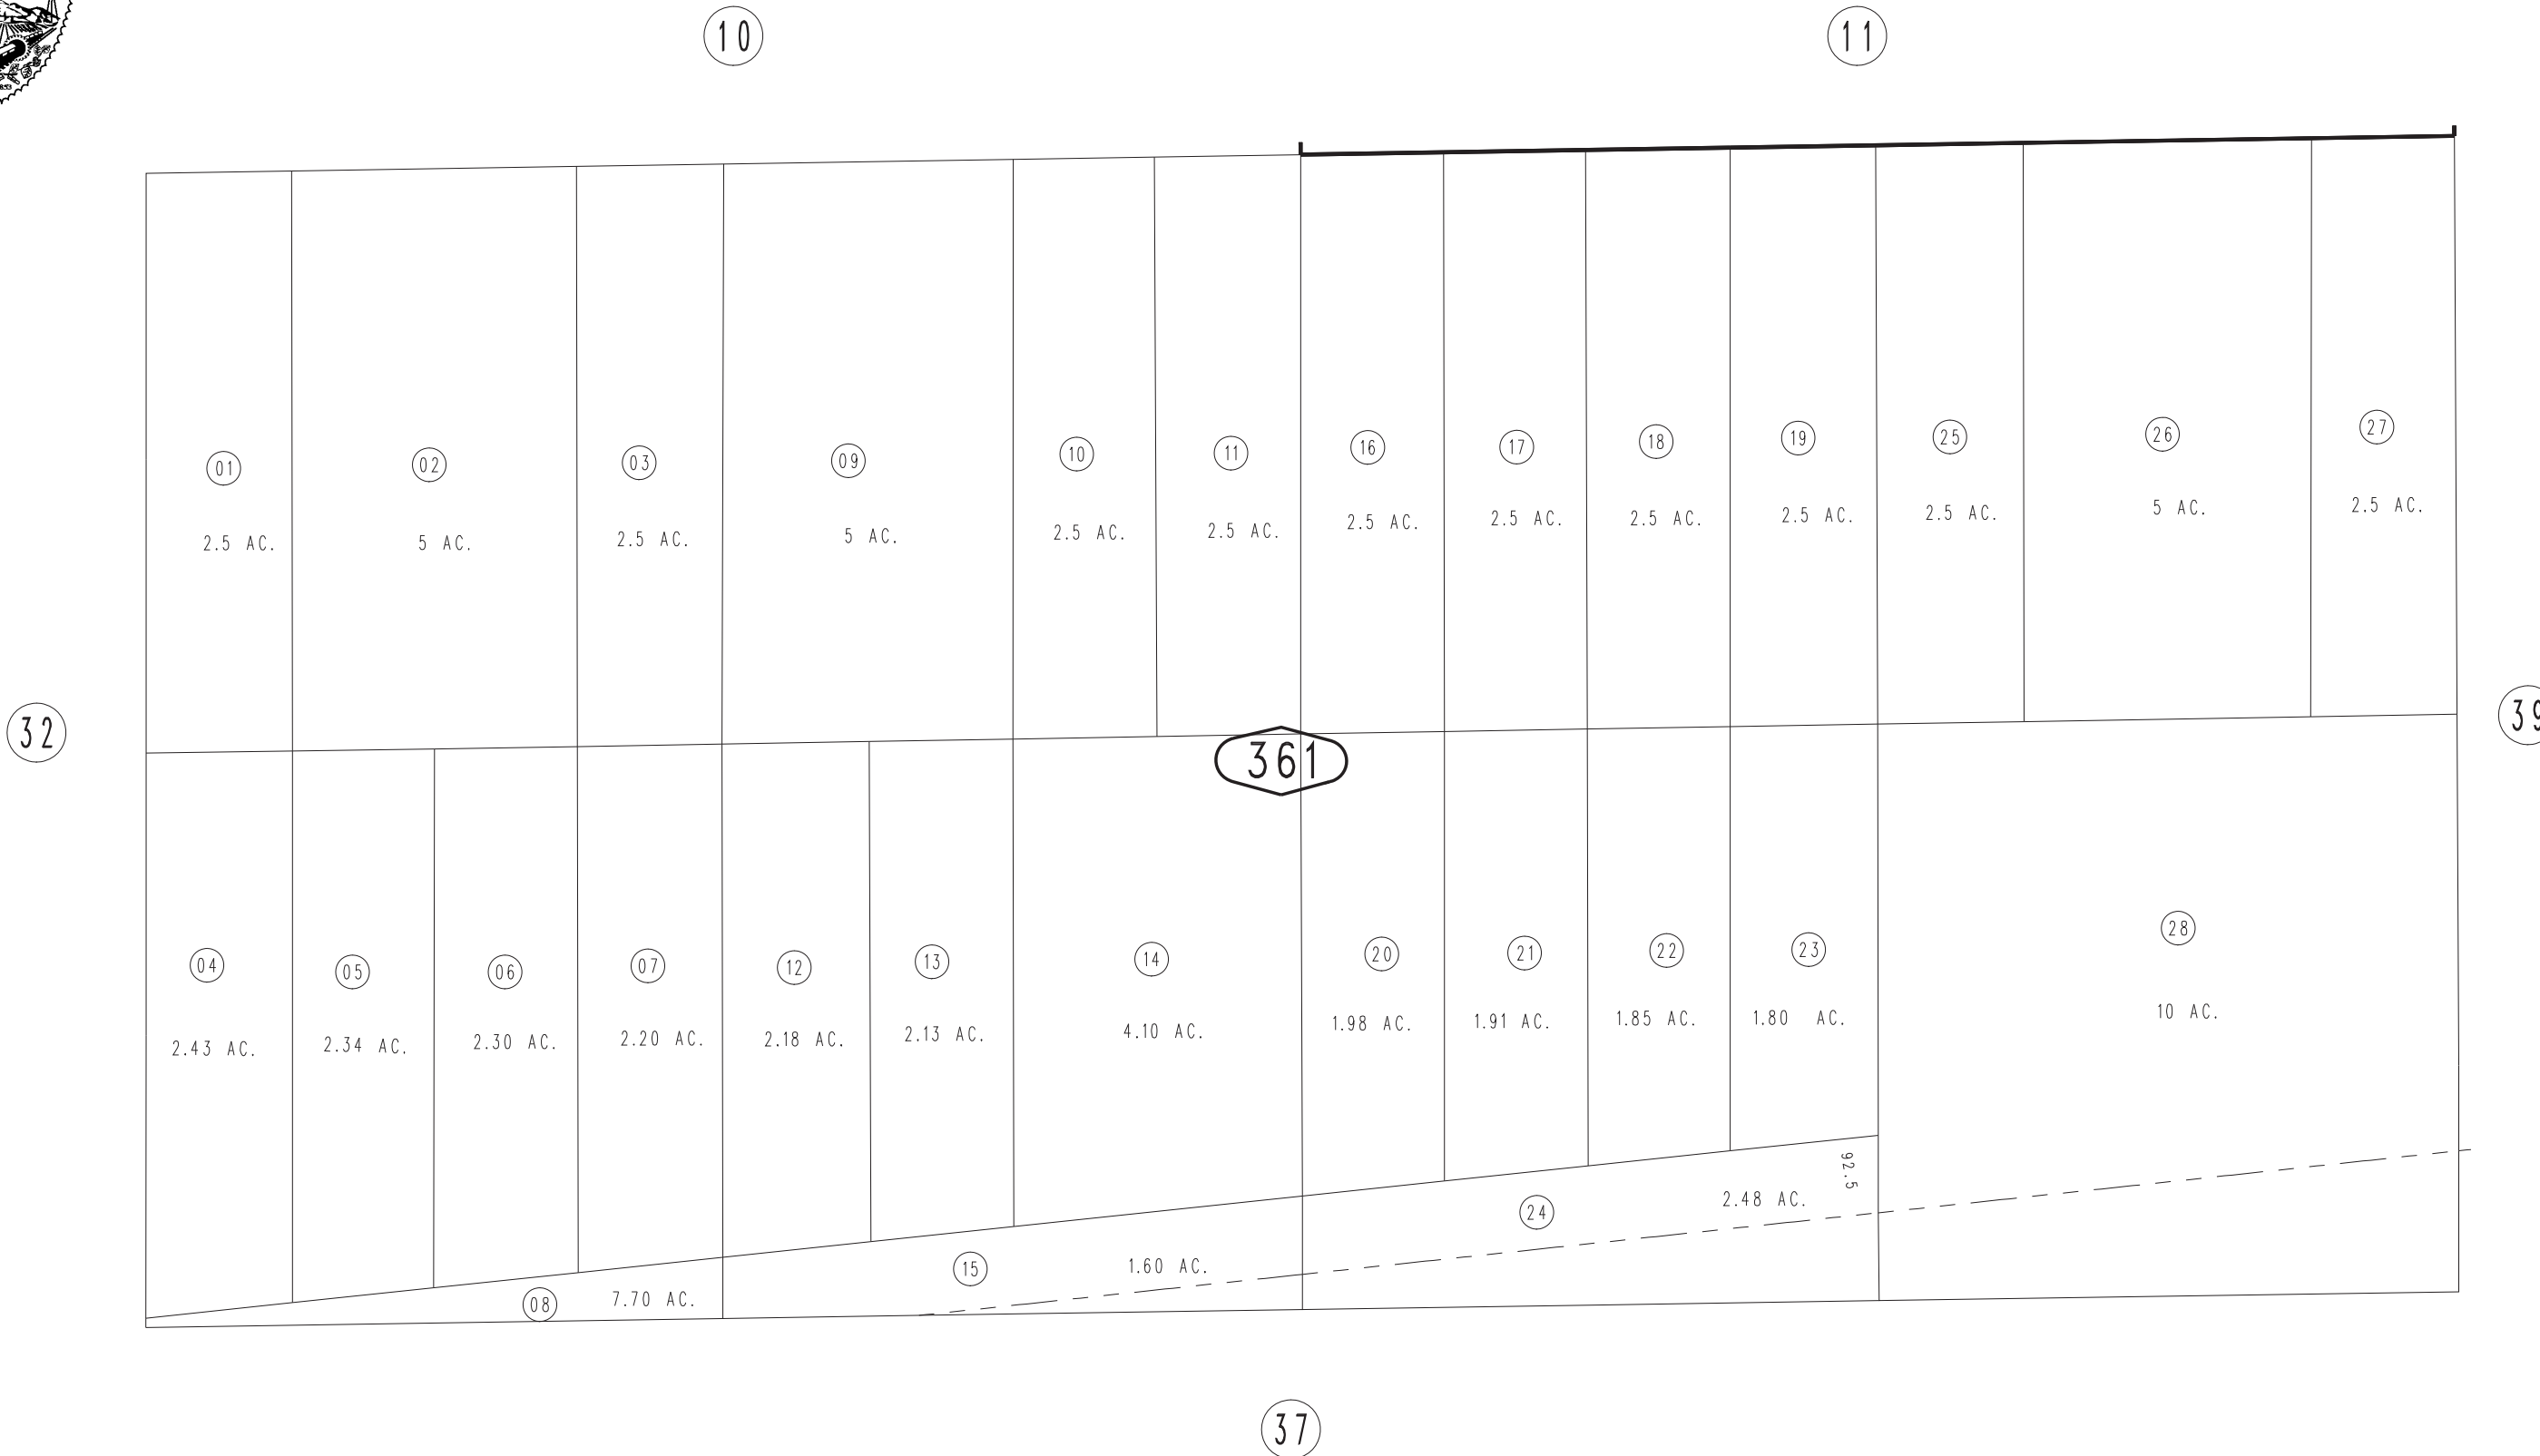 10
11
01
02
03
09
10
11
16
17
18
19
25
26
27
2.5 AC.
5 AC.
2.5 AC.
5 AC.
2.5 AC.
2.5 AC.
2.5 AC.
2.5 AC.
2.5 AC.
2.5 AC.
2.5 AC.
5 AC.
2.5 AC.
32
361
04
05
06
07
12
13
14
20
21
22
23
28
2.43 AC.
2.34 AC.
2.30 AC.
2.20 AC.
2.18 AC.
2.13 AC.
4.10 AC.
1.98 AC.
1.91 AC.
1.85 AC.
1.80 AC.
10 AC.
92.5
08
7.70 AC.
15
1.60 AC.
24
2.48 AC.
37